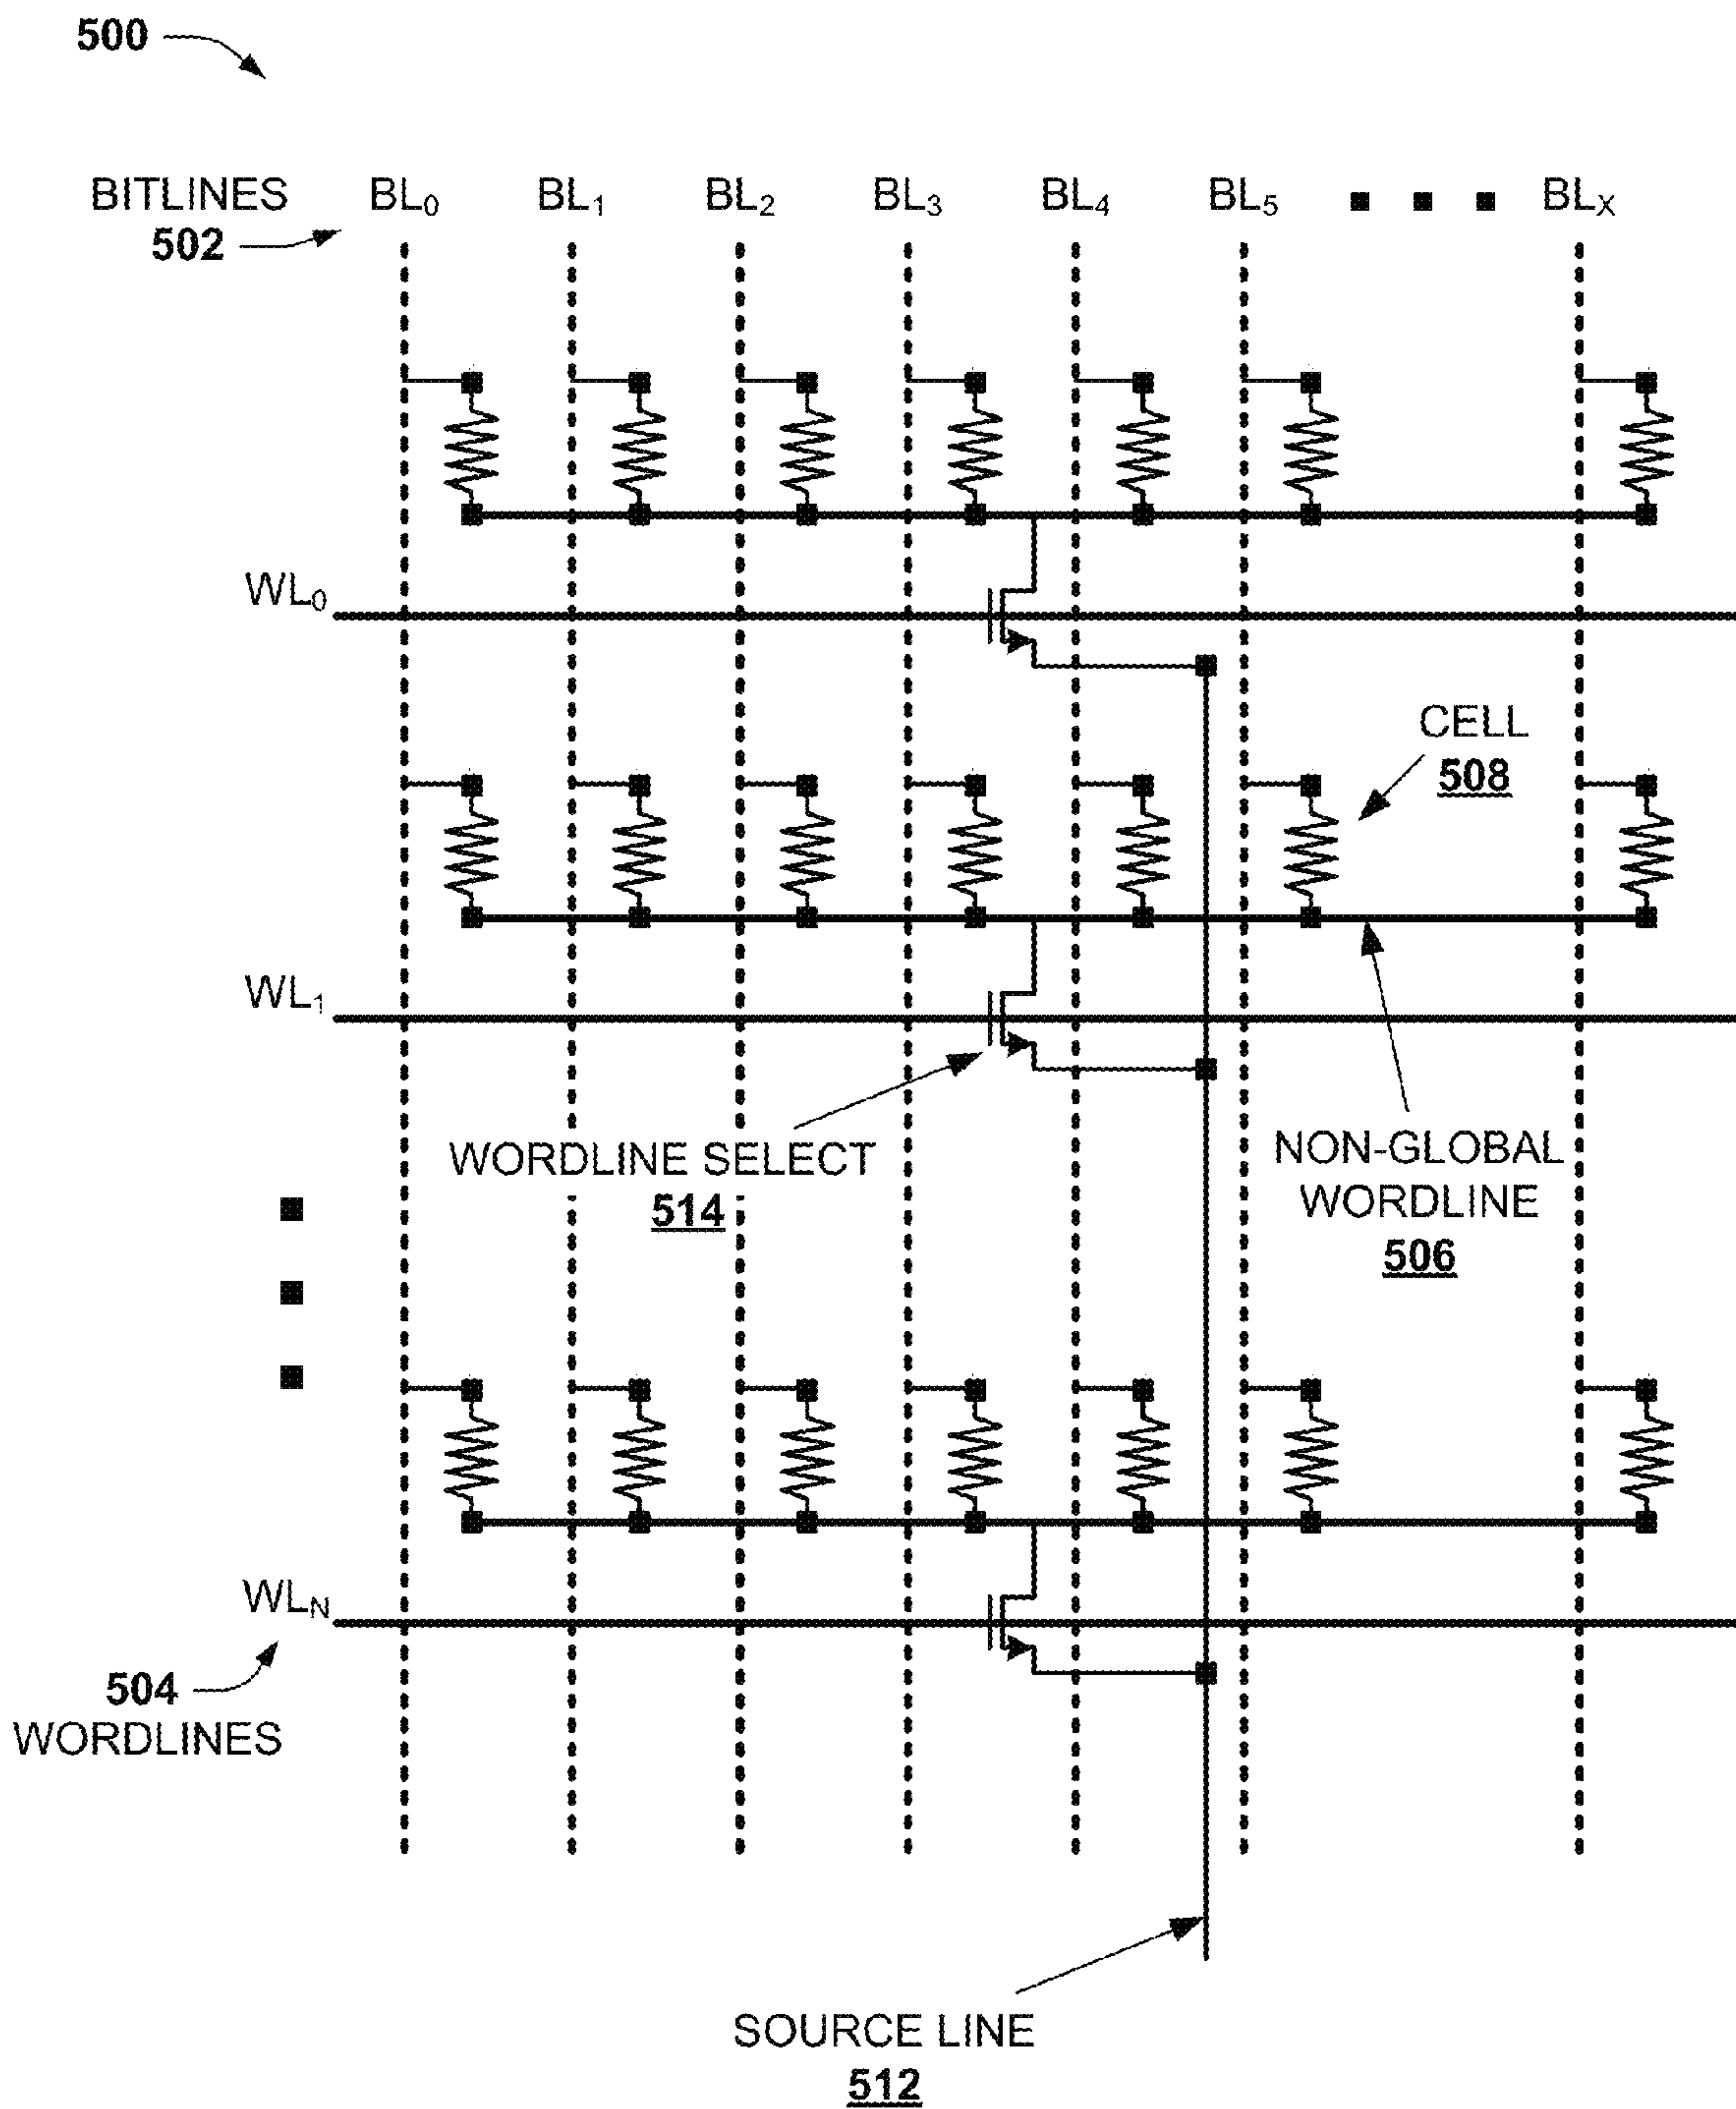 500
BITLINES
502
BL₀ BL₁ BL₂ BL₃ BL₄ BL₅ BLₓ
WL₀
CELL
508
WL₁
WORDLINE SELECT
514
NON-GLOBAL
WORDLINE
506
WL_N
504
WORDLINES
SOURCE LINE
512